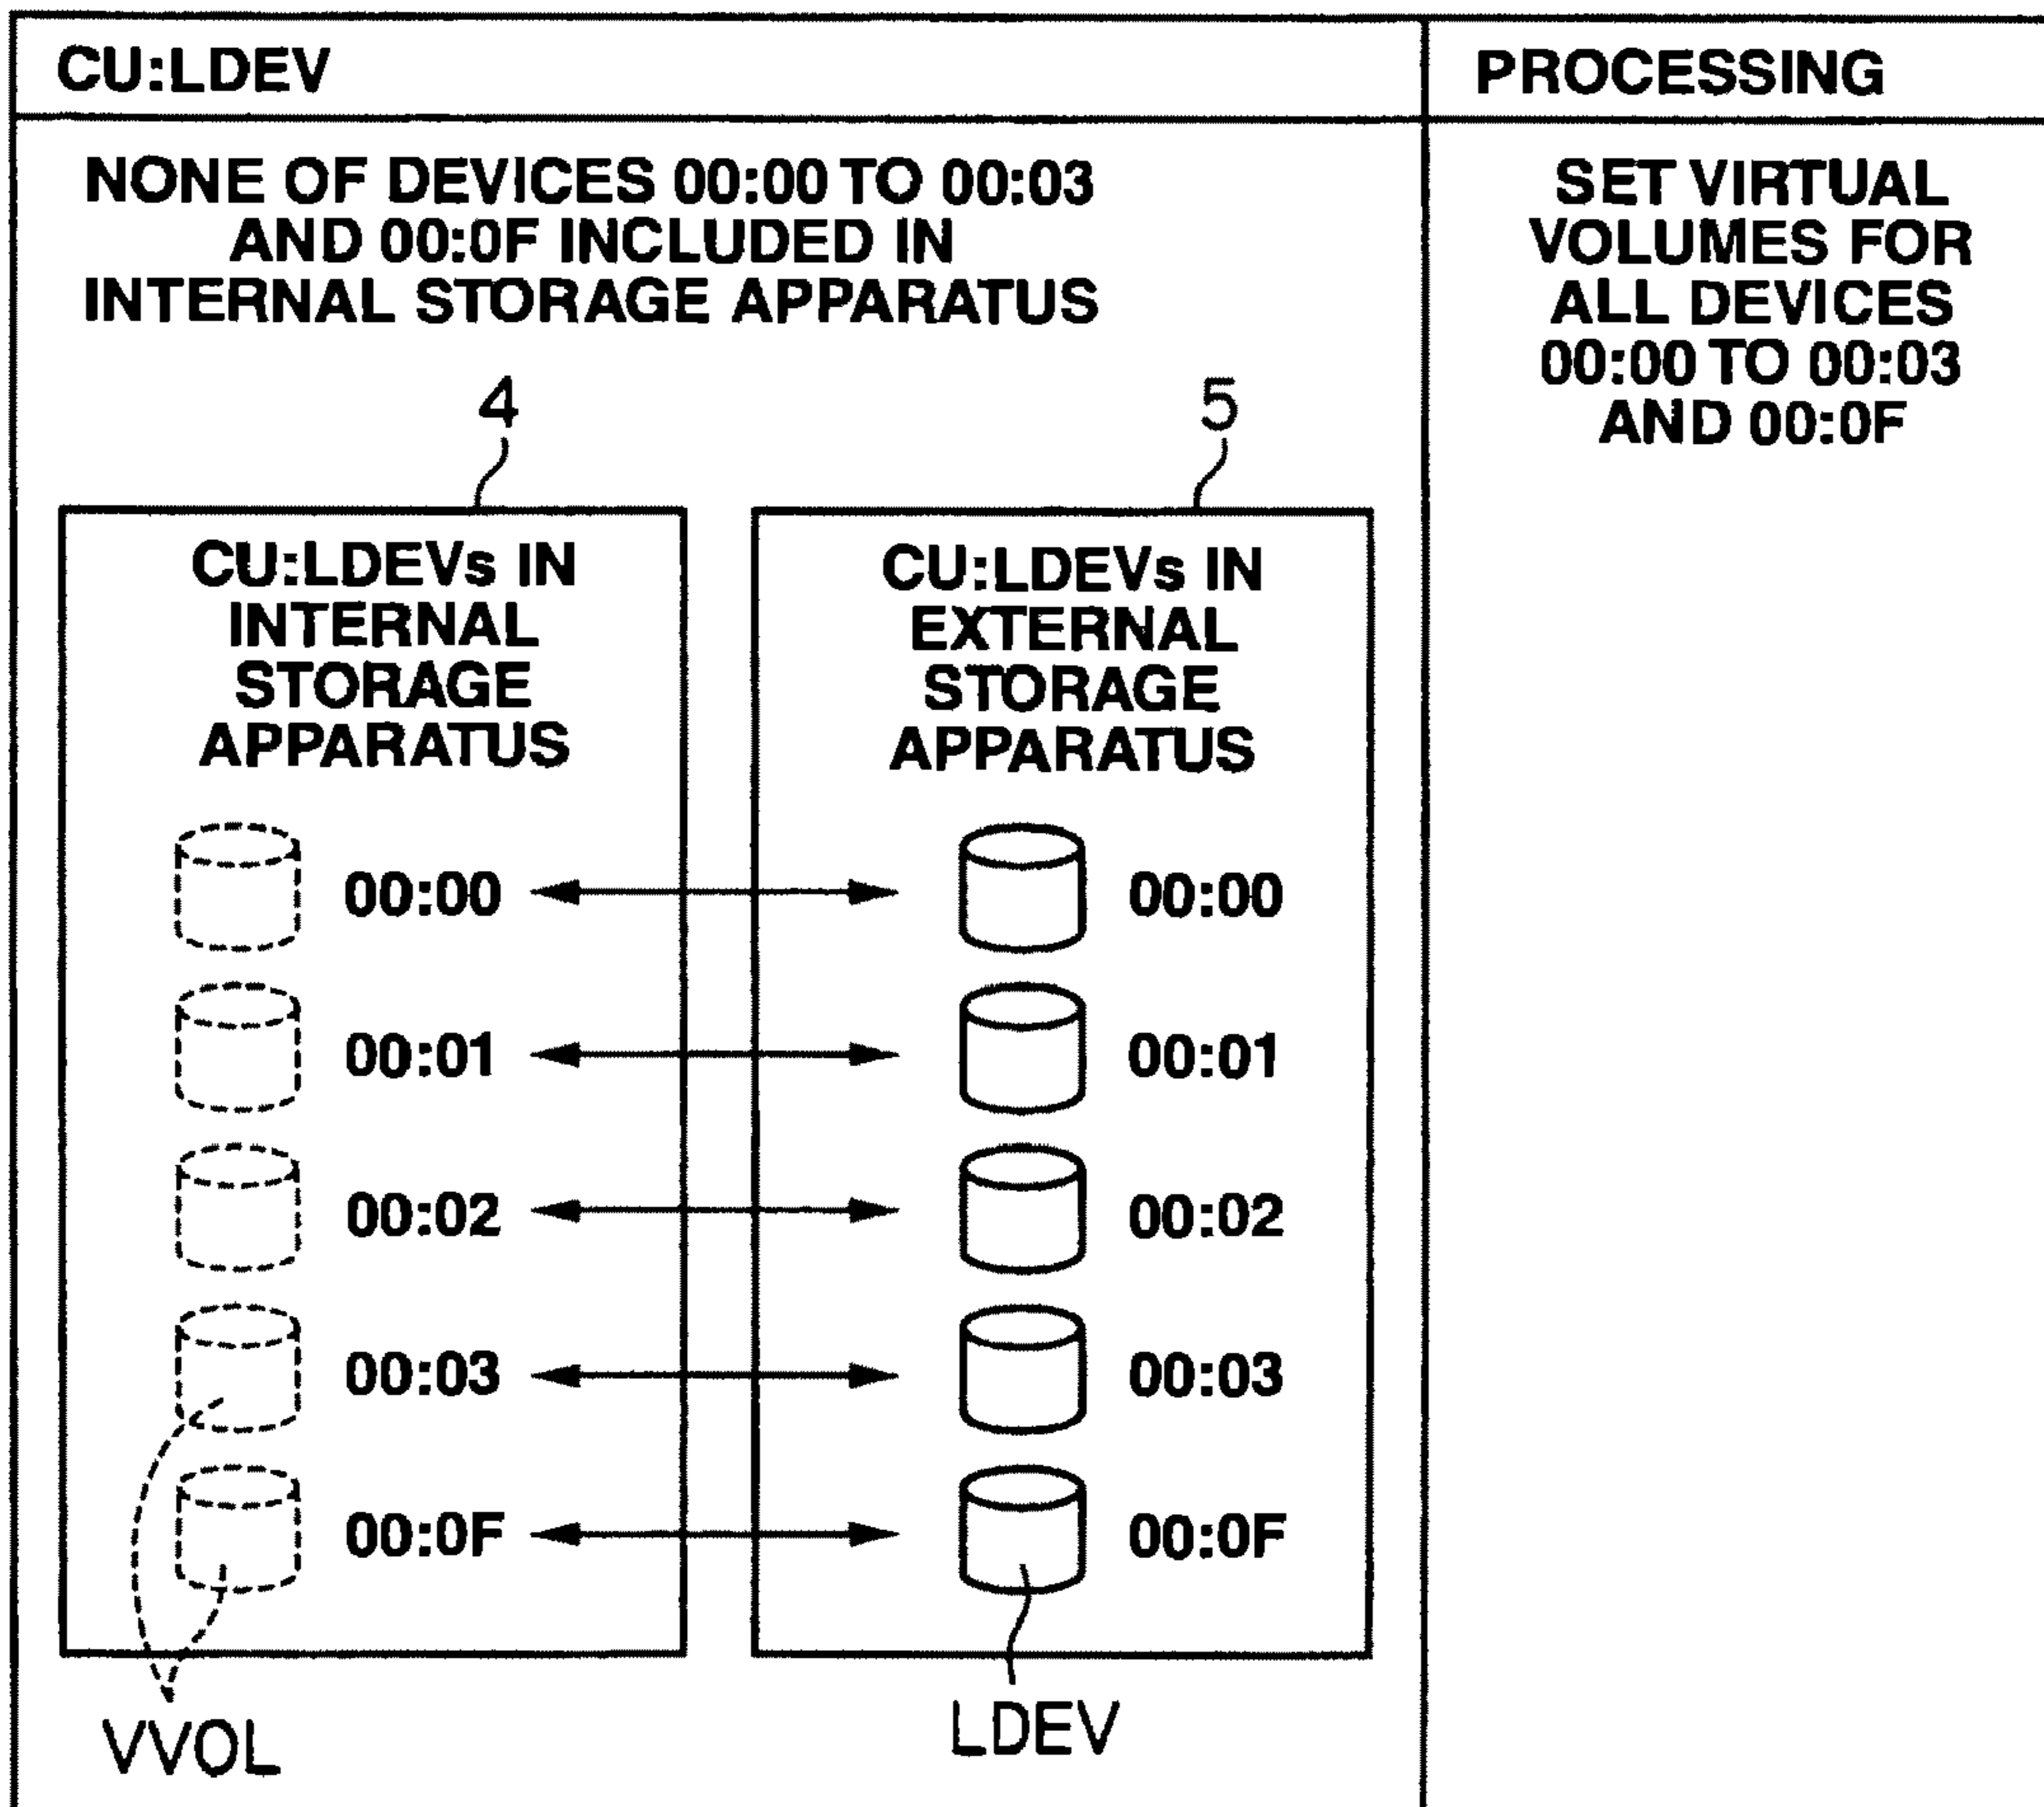 CU:LDEV
PROCESSING
NONE OF DEVICES 00:00 TO 00:03
AND 00:0F INCLUDED IN
INTERNAL STORAGE APPARATUS
SET VIRTUAL
VOLUMES FOR
ALL DEVICES
00:00 TO 00:03
AND 00:0F
4
5
CU:LDEVs IN
INTERNAL
STORAGE
APPARATUS
CU:LDEVs IN
EXTERNAL
STORAGE
APPARATUS
00:00
00:00
00:01
00:01
00:02
00:02
00:03
00:03
00:0F
00:0F
VVOL
LDEV